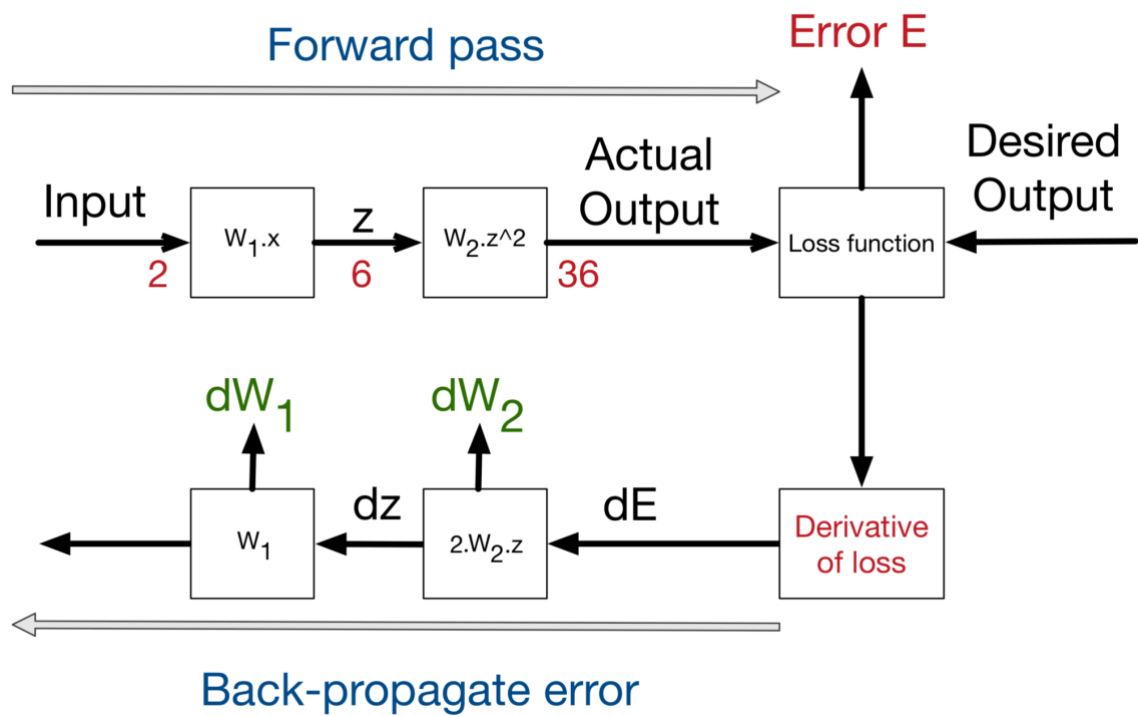 Forward pass
Error E
Input
2
W1.x
z
6
W2.z^2
Actual
Output
36
Loss function
Desired
Output
dW1
dW2
W1
dz
2.W2.z
dE
Derivative
of loss
Back-propagate error